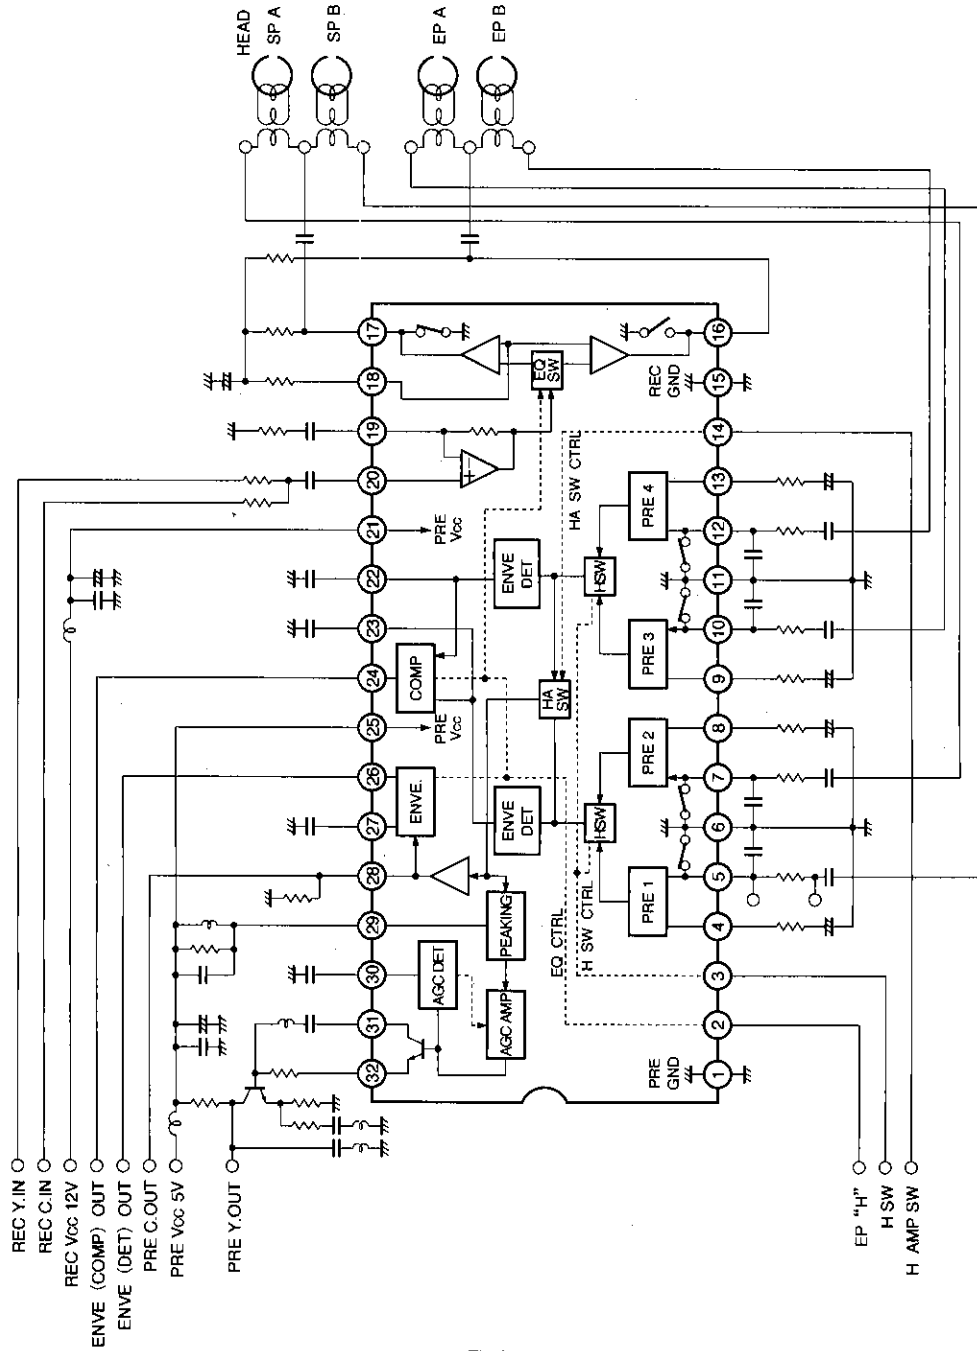 HEAD
SP A
SP B
EP A
EP B
17
18
19
20
21
22
23
24
25
26
27
28
29
30
31
32
16
15
14
13
12
11
10
9
8
7
6
5
4
3
2
1
EQ SW
REC GND
HA SW CTRL
PRE Vcc
ENVE DET
HSW
PRE 4
PRE 3
COMP
HA SW
PRE Vcc
ENVE.
ENVE DET
HSW
PRE 2
PRE 1
PEAKING
AGC DET
AGC AMP
EQ CTRL
H SW CTRL
PRE GND
+
−
REC Y.IN
REC C.IN
REC Vcc 12V
ENVE (COMP) OUT
ENVE (DET) OUT
PRE C.OUT
PRE Vcc 5V
PRE Y.OUT
EP "H"
H SW
H AMP SW